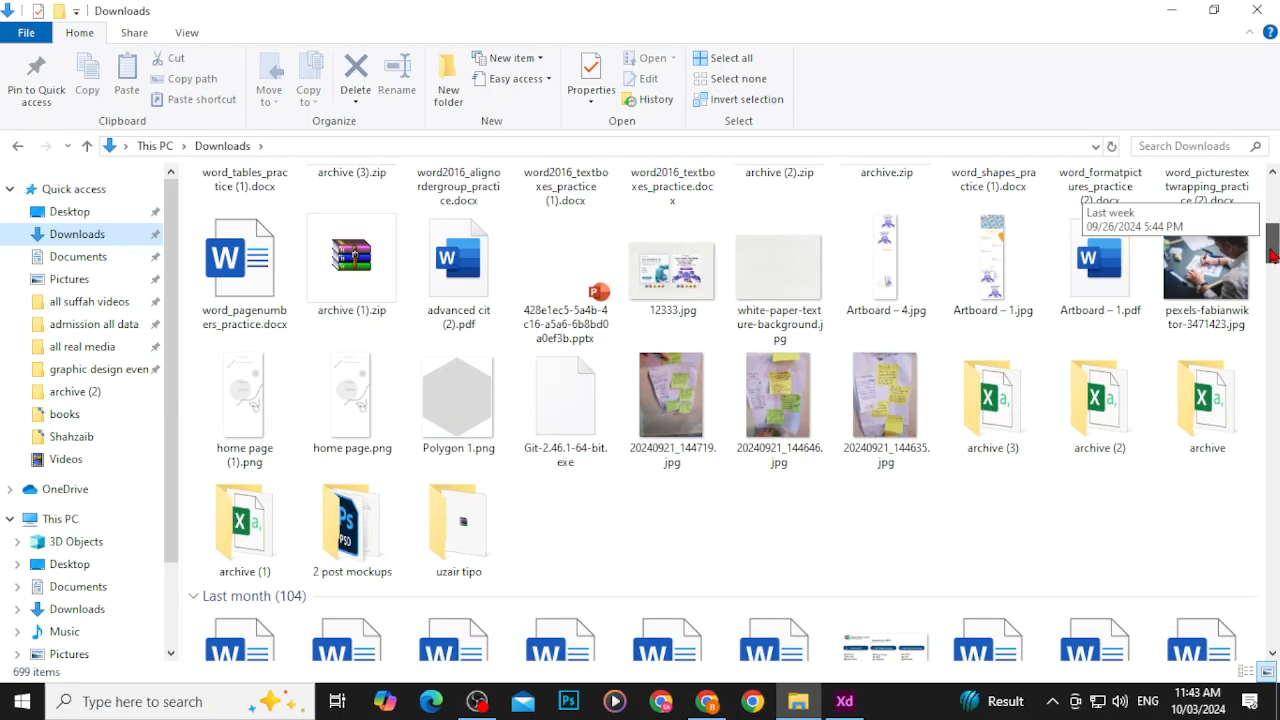 Downloads
File
Home
Share
View
Pin to Quick
access
Copy
Paste
Cut
Copy path
Paste shortcut
Clipboard
Move
to
Copy
to
Delete
Rename
Organize
New
folder
New item
Easy access
New
Properties
Open
Edit
History
Open
Select all
Select none
Invert selection
Select
This PC
Downloads
Search Downloads
Quick access
Desktop
Downloads
Documents
Pictures
all suffah videos
admission all data
all real media
graphic design even
archive (2)
books
Shahzaib
Videos
OneDrive
This PC
3D Objects
Desktop
Documents
Downloads
Music
Pictures
word_tables_prac
tice (1).docx
archive (3).zip
word2016_aligno
rdergroup_practi
ce.docx
word2016_textbo
xes_practice
(1).docx
word2016_textbo
xes_practice.doc
x
archive (2).zip
archive.zip
word_shapes_pra
ctice (1).docx
word_formatpict
ures_practice
(2).docx
word_picturestex
twrapping_practi
ce (2).docx
Last week
09/26/2024 5:44 PM
word_pagenumb
ers_practice.docx
archive (1).zip
advanced cit
(2).pdf
428e1ec5-5a4b-4
c16-a5a6-6b8bd0
a0ef3b.pptx
12333.jpg
white-paper-text
ure-background.j
pg
Artboard – 4.jpg
Artboard – 1.jpg
Artboard – 1.pdf
pexels-fabianwik
tor-3471423.jpg
home page
(1).png
home page.png
Polygon 1.png
Git-2.46.1-64-bit.
exe
20240921_144719.
jpg
20240921_144646.
jpg
20240921_144635.
jpg
archive (3)
archive (2)
archive
archive (1)
2 post mockups
uzair tipo
Last month (104)
699 items
Type here to search
Result
ENG
11:43 AM
10/03/2024